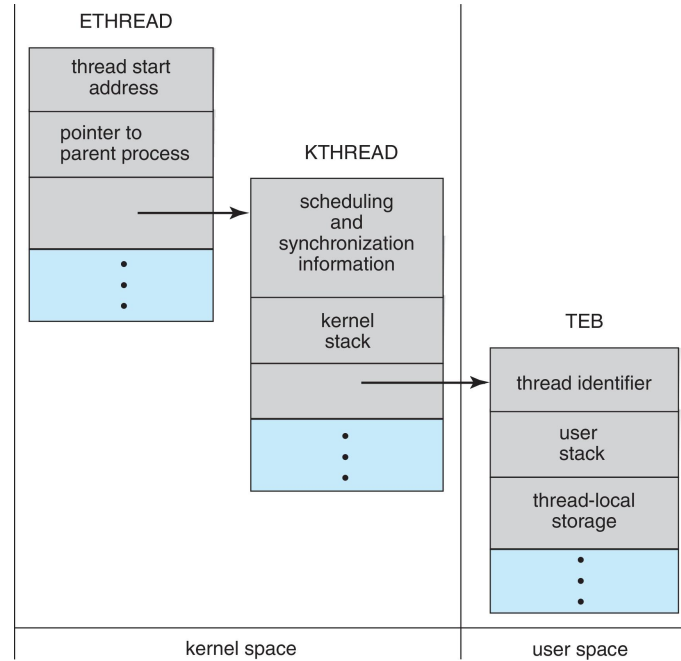 ETHREAD
thread start
address
pointer to
parent process
KTHREAD
scheduling
and
synchronization
information
kernel
stack
TEB
thread identifier
user
stack
thread-local
storage
kernel space
user space